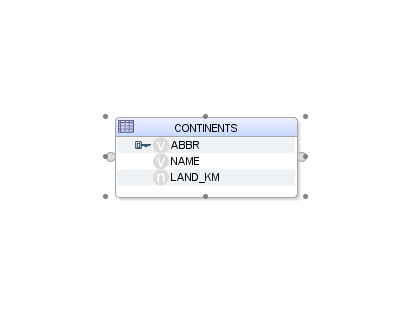 CONTINENTS
V ABBR
V NAME
n LAND_KM